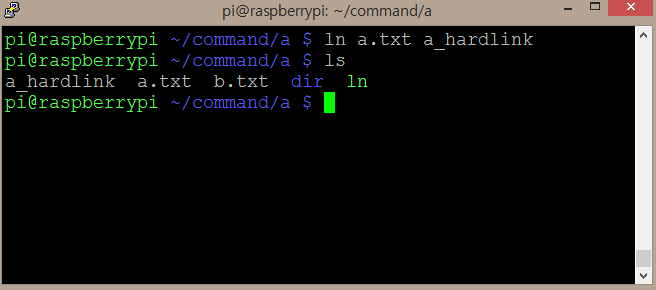 pi@raspberrypi: ~/command/a
pi@raspberrypi ~/command/a $ ln a.txt a_hardlink
pi@raspberrypi ~/command/a $ ls
a_hardlink  a.txt  b.txt  dir  ln
pi@raspberrypi ~/command/a $